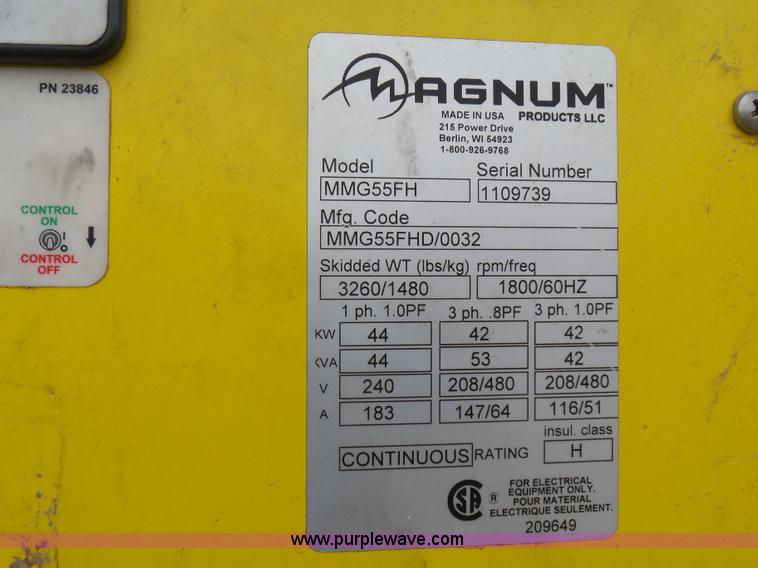 PN 23846
CONTROL
ON
CONTROL
OFF
MAGNUM™
PRODUCTS LLC
MADE IN USA
215 Power Drive
Berlin, WI 54923
1-800-926-9768
Model Serial Number
MMG55FH 1109739
Mfg. Code
MMG55FHD/0032
Skidded WT (lbs/kg) rpm/freq
3260/1480 1800/60HZ
1 ph. 1.0PF 3 ph. .8PF 3 ph. 1.0PF
KW 44 42 42
KVA 44 53 42
V 240 208/480 208/480
A 183 147/64 116/51
insul. class
CONTINUOUS RATING H
SA ®
FOR ELECTRICAL
EQUIPMENT ONLY.
POUR MATERIAL
ELECTRIQUE SEULEMENT.
209649
www.purplewave.com